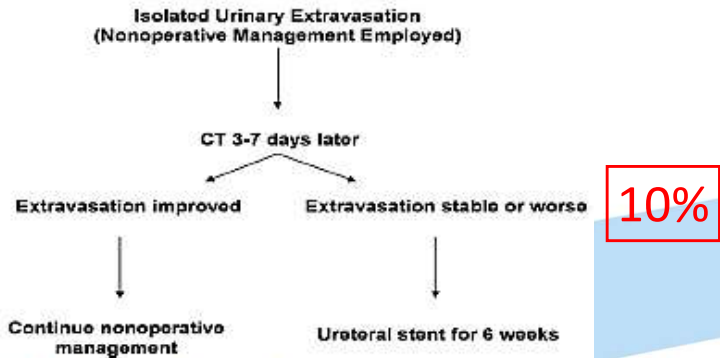 Isolated Urinary Extravasation
(Nonoperative Management Employed)
CT 3-7 days later
Extravasation improved
Extravasation stable or worse
10%
Continue nonoperative
management
Ureteral stent for 6 weeks